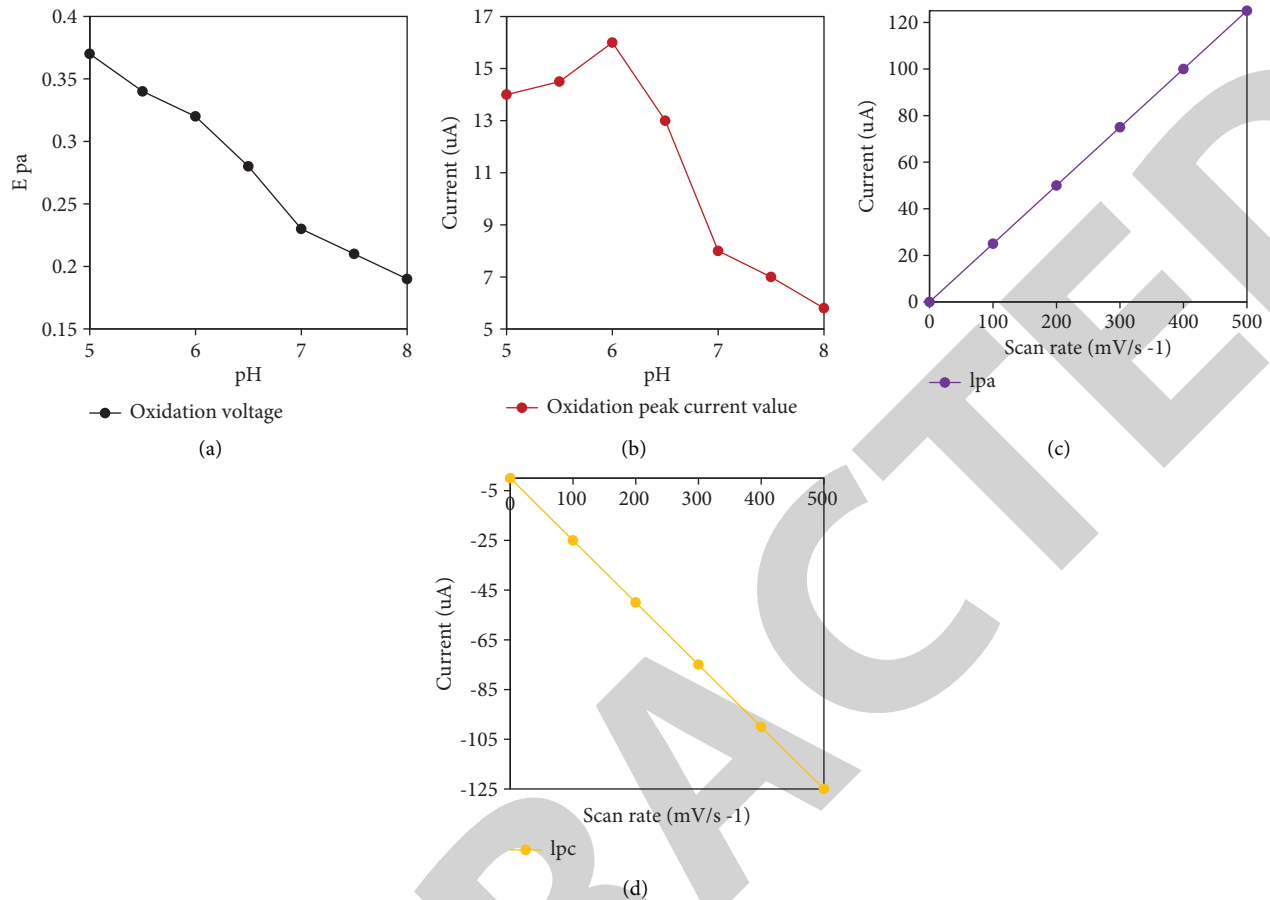 0.4
0.35
0.3
0.25
0.2
0.15
E pa
5 6 7 8
pH
Oxidation voltage
(a)
17
15
13
11
9
7
5
Current (uA)
5 6 7 8
pH
Oxidation peak current value
(b)
120
100
80
60
40
20
0
Current (uA)
0 100 200 300 400 500
Scan rate (mV/s -1)
lpa
(c)
0 100 200 300 400 500
-5
-25
-45
-65
-85
-105
-125
Current (uA)
Scan rate (mV/s -1)
lpc
(d)
RACTED